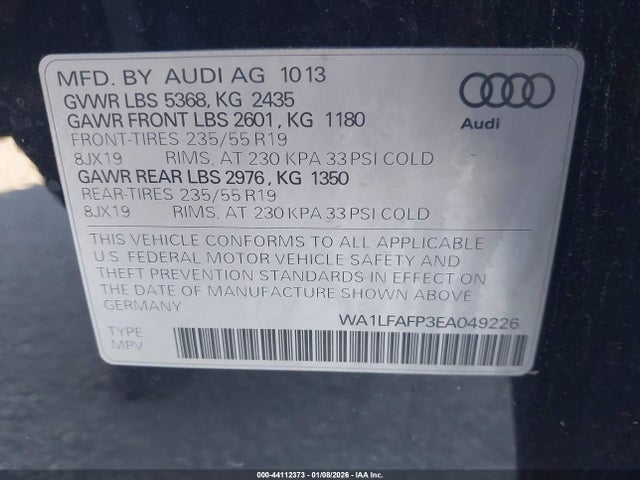 MFD. BY AUDI AG 1013
GVWR LBS 5368, KG 2435
GAWR FRONT LBS 2601, KG 1180
FRONT-TIRES 235/55 R19
8JX19 RIMS, AT 230 KPA 33 PSI COLD
GAWR REAR LBS 2976, KG 1350
REAR-TIRES 235/55 R19
8JX19 RIMS, AT 230 KPA 33 PSI COLD
Audi
THIS VEHICLE CONFORMS TO ALL APPLICABLE
U.S. FEDERAL MOTOR VEHICLE SAFETY AND
THEFT PREVENTION STANDARDS IN EFFECT ON
THE DATE OF MANUFACTURE SHOWN ABOVE
GERMANY
WA1LFAFP3EA049226
TYPE:
MPV
000-44112373 - 01/08/2026 - IAA Inc.